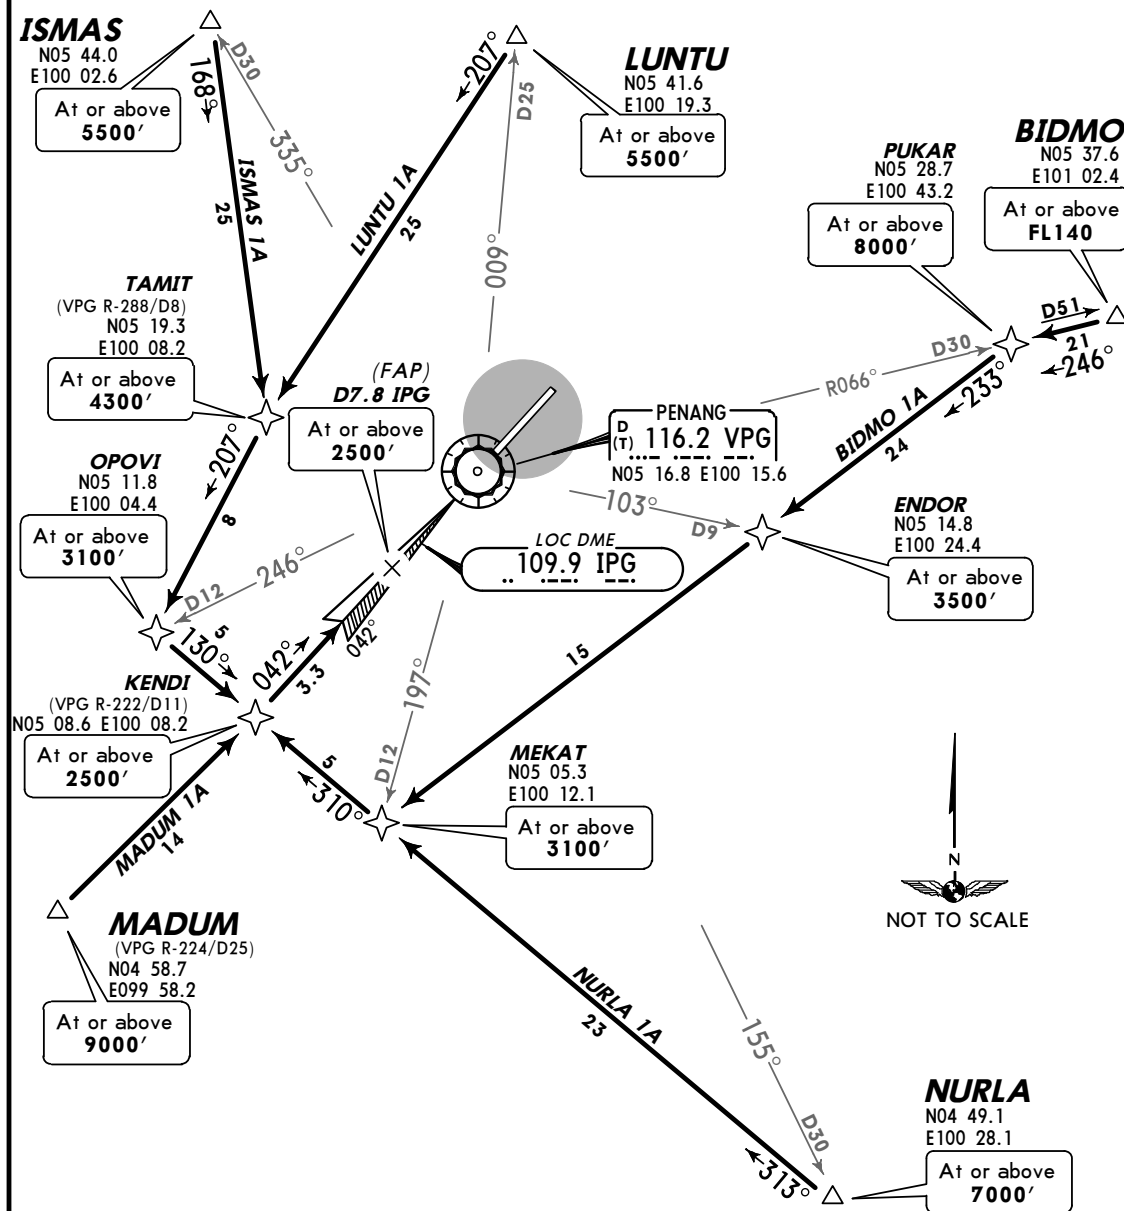 ISMAS
N05 44.0
E100 02.6
At or above
5500′
168°
D30
335°
ISMAS 1A
25
207°
D25
009°
LUNTU
N05 41.6
E100 19.3
At or above
5500′
LUNTU 1A
25
PUKAR
N05 28.7
E100 43.2
At or above
8000′
BIDMO
N05 37.6
E101 02.4
At or above
FL140
D51
21
246°
D30
R066°
233°
BIDMO 1A
24
TAMIT
(VPG R-288/D8)
N05 19.3
E100 08.2
At or above
4300′
(FAP)
D7.8 IPG
At or above
2500′
PENANG
D
(T) 116.2 VPG
N05 16.8 E100 15.6
103°
D9
ENDOR
N05 14.8
E100 24.4
At or above
3500′
OPOVI
N05 11.8
E100 04.4
At or above
3100′
207°
8
D12
246°
LOC DME
109.9 IPG
5
130°
042°
3.3
042°
15
197°
D12
KENDI
(VPG R-222/D11)
N05 08.6 E100 08.2
At or above
2500′
5
310°
MEKAT
N05 05.3
E100 12.1
At or above
3100′
MADUM 1A
14
N
NOT TO SCALE
MADUM
(VPG R-224/D25)
N04 58.7
E099 58.2
At or above
9000′
NURLA 1A
23
155°
D30
313°
NURLA
N04 49.1
E100 28.1
At or above
7000′